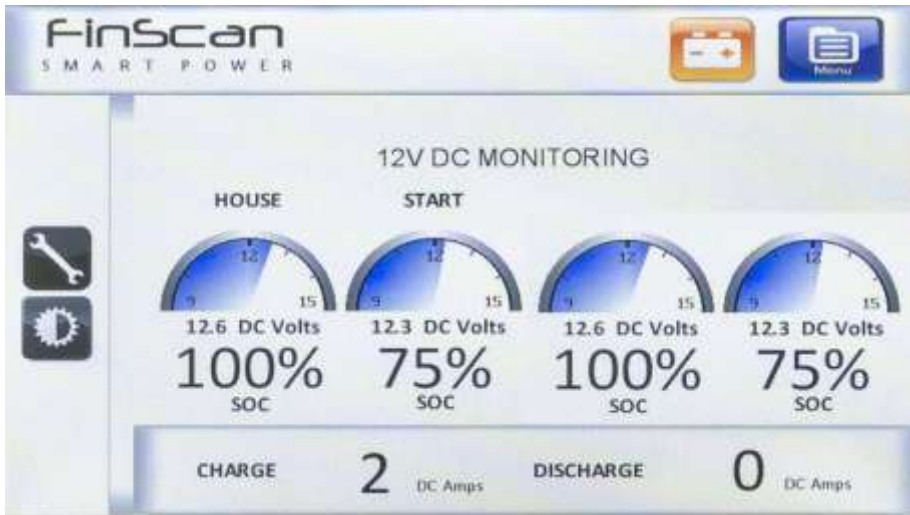 FinScan
SMART POWER
Menu
12V DC MONITORING
HOUSE START
12 12 12 12
9 15 9 15 9 15 9 15
12.6 DC Volts 12.3 DC Volts 12.6 DC Volts 12.3 DC Volts
100% 75% 100% 75%
SOC SOC SOC SOC
CHARGE 2 DC Amps DISCHARGE 0 DC Amps